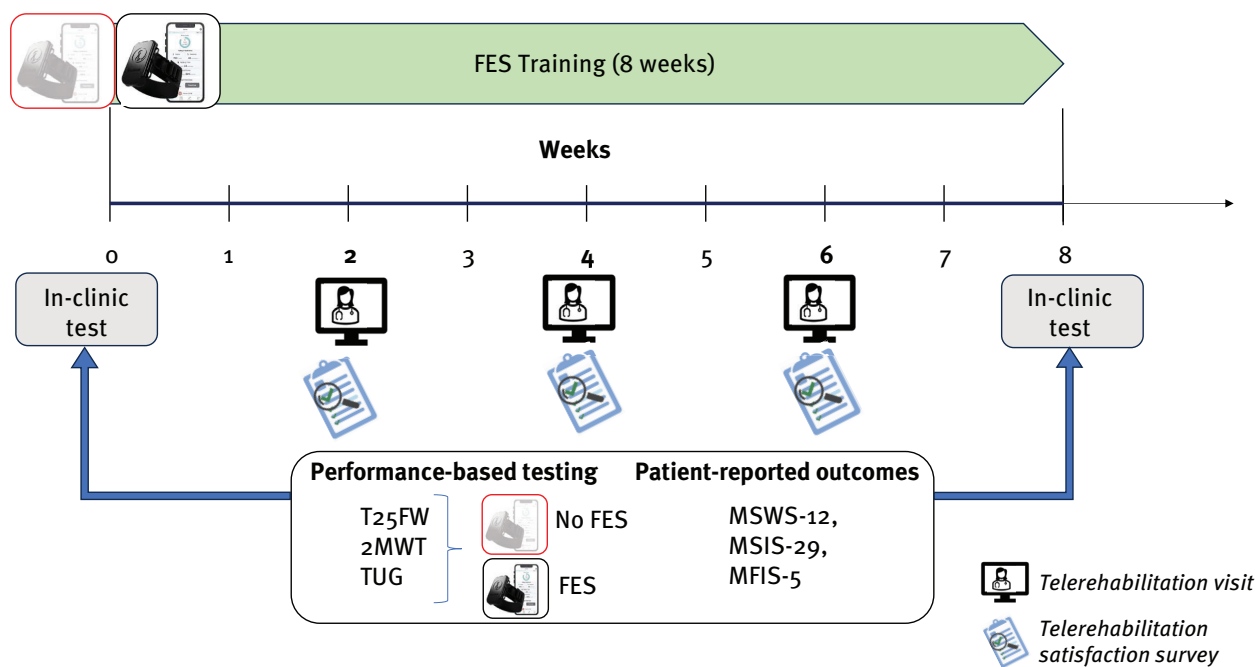 FES Training (8 weeks)
Weeks
0 1 2 3 4 5 6 7 8
In-clinic
test
In-clinic
test
Performance-based testing
T25FW
2MWT
TUG
No FES
FES
Patient-reported outcomes
MSWS-12,
MSIS-29,
MFIS-5
Telerehabilitation visit
Telerehabilitation
satisfaction survey